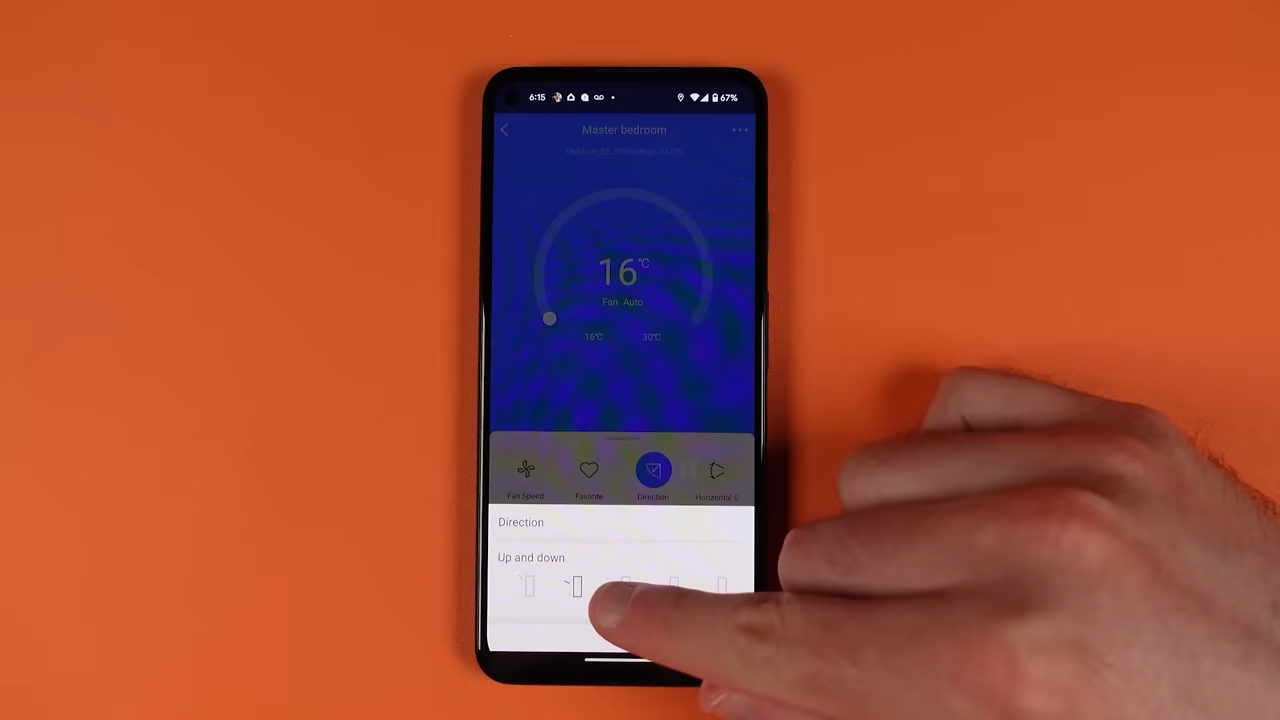 6:15 67%
Master bedroom
16°C
Fan Auto
16°C 30°C
Fan Speed Favorite Direction Horizontal S
Direction
Up and down